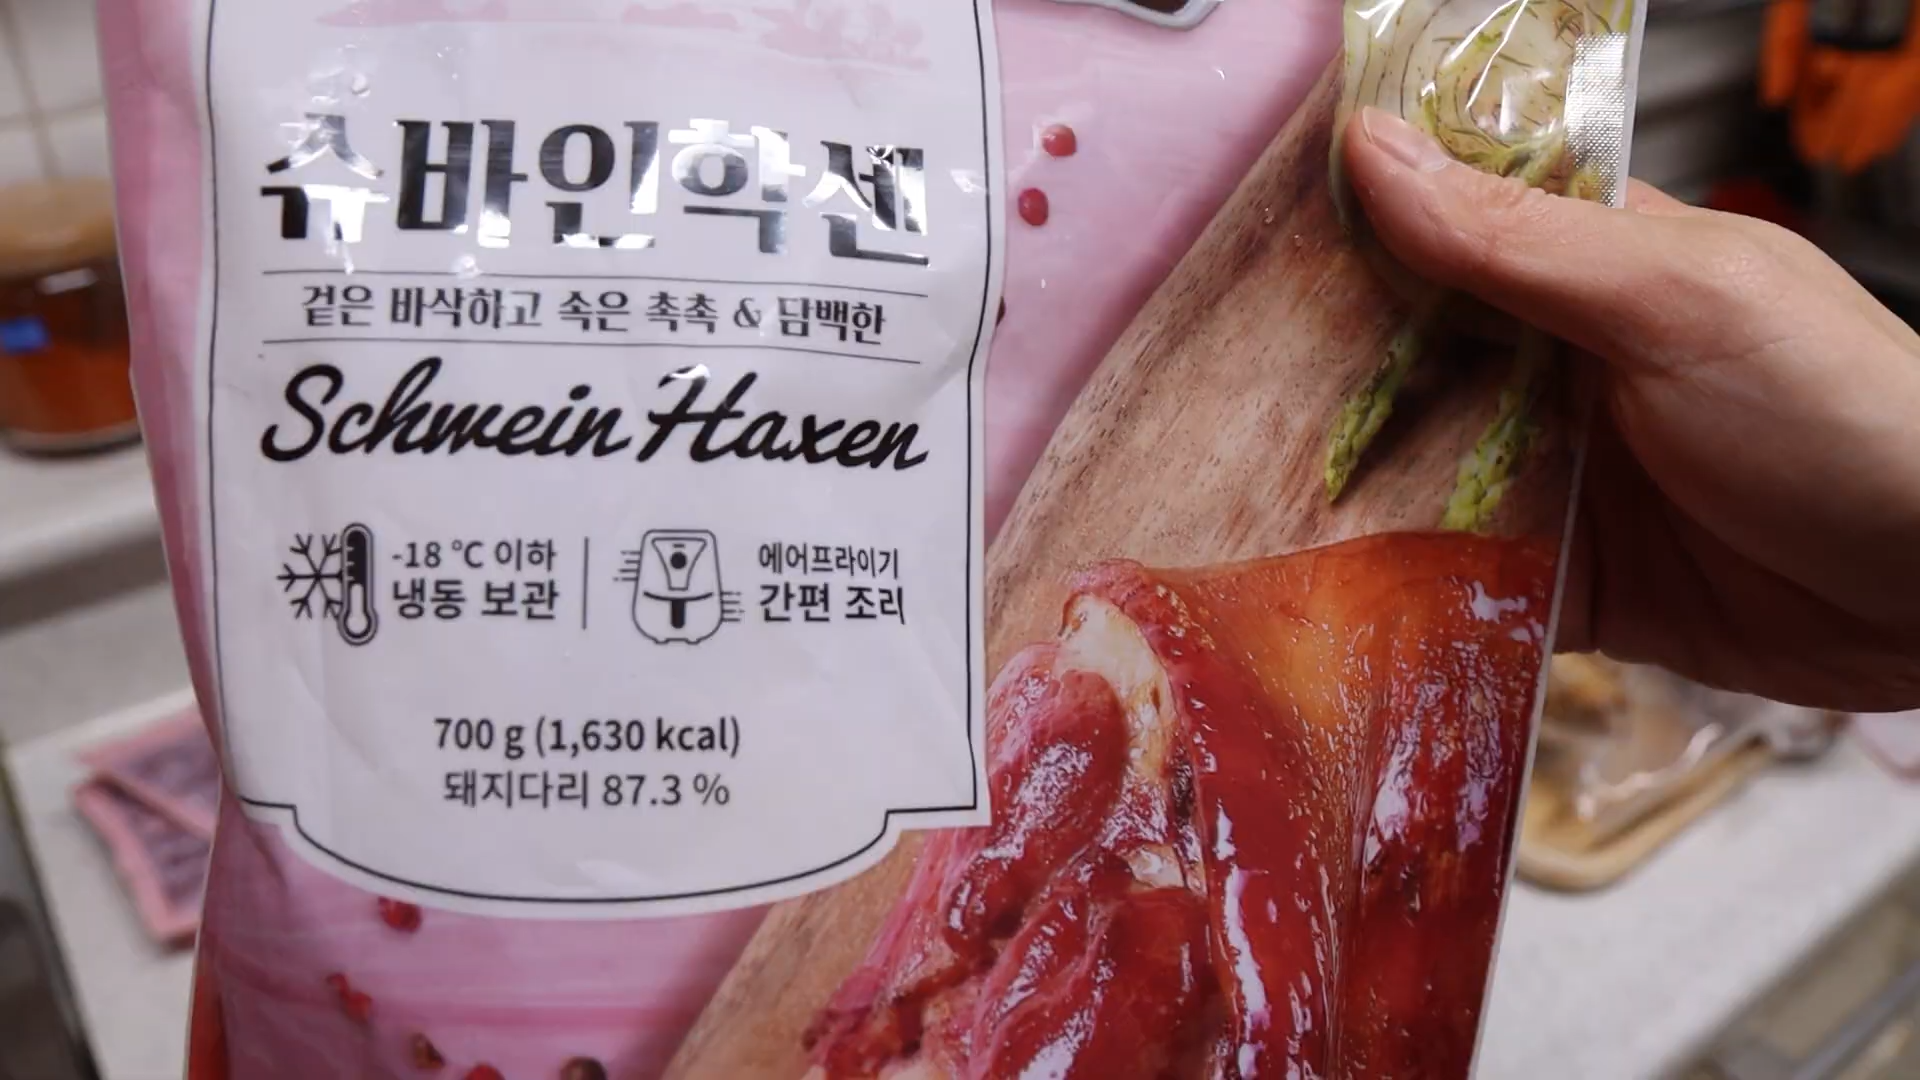 슈바인학센
겉은 바삭하고 속은 촉촉 & 담백한
Schwein Haxen
-18 ℃ 이하
냉동 보관
에어프라이기
간편 조리
700 g (1,630 kcal)
돼지다리 87.3 %